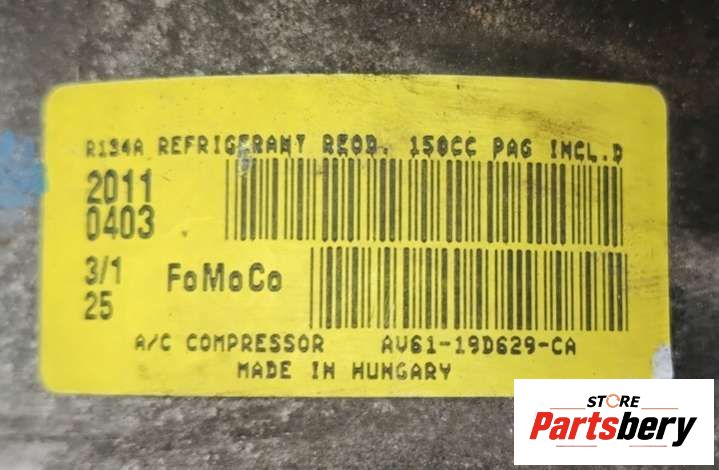 R134A REFRIGERANT REQD. 150CC PAG INCL.D
2011
0403
3/1
25
FoMoCo
A/C COMPRESSOR AV61-19D629-CA
MADE IN HUNGARY
STORE
Partsbery